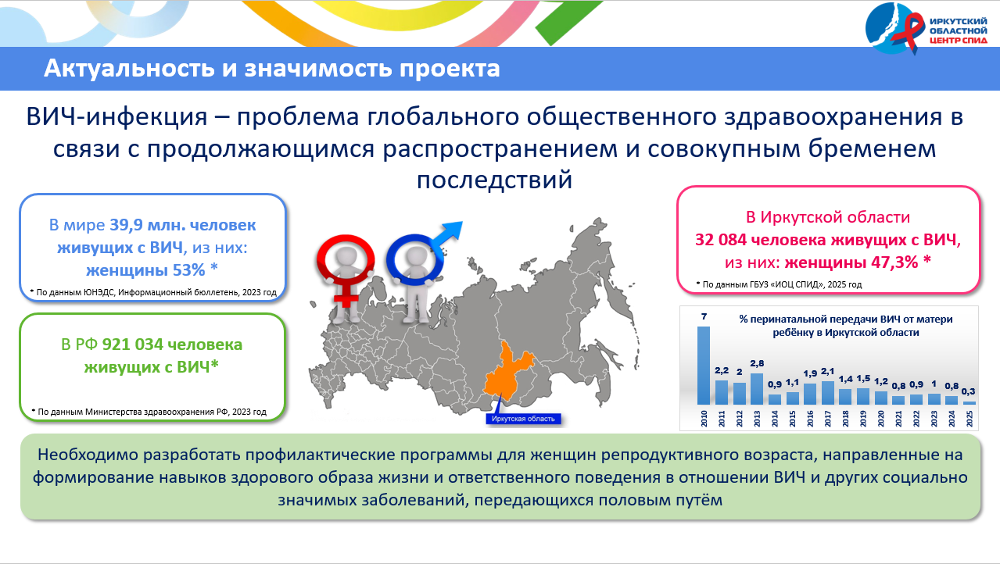 ИРКУТСКИЙ
ОБЛАСТНОЙ
ЦЕНТР СПИД
Актуальность и значимость проекта
ВИЧ-инфекция – проблема глобального общественного здравоохранения в
связи с продолжающимся распространением и совокупным бременем
последствий
В мире 39,9 млн. человек
живущих с ВИЧ, из них:
женщины 53% *
* По данным ЮНЭДС, Информационный бюллетень, 2023 год
В РФ 921 034 человека
живущих с ВИЧ*
* По данным Министерства здравоохранения РФ, 2023 год
Иркутская область
В Иркутской области
32 084 человека живущих с ВИЧ,
из них: женщины 47,3% *
* По данным ГБУЗ «ИОЦ СПИД», 2025 год
% перинатальной передачи ВИЧ от матери
ребёнку в Иркутской области
7 2,2 2 2,8 0,9 1,1 1,9 2,1 1,4 1,5 1,2 0,8 0,9 1 0,8 0,3
2010 2011 2012 2013 2014 2015 2016 2017 2018 2019 2020 2021 2022 2023 2024 2025
Необходимо разработать профилактические программы для женщин репродуктивного возраста, направленные на
формирование навыков здорового образа жизни и ответственного поведения в отношении ВИЧ и других социально
значимых заболеваний, передающихся половым путём